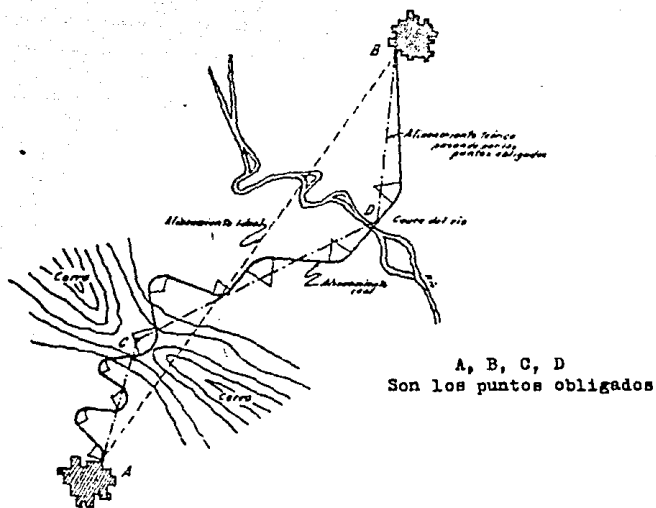 B
Alineamiento teórico
pasando por los
puntos obligados
Alineamiento ideal
D
Cruce del río
Cerro
Alineamiento
real
C
A, B, C, D
Son los puntos obligados
Cerro
A